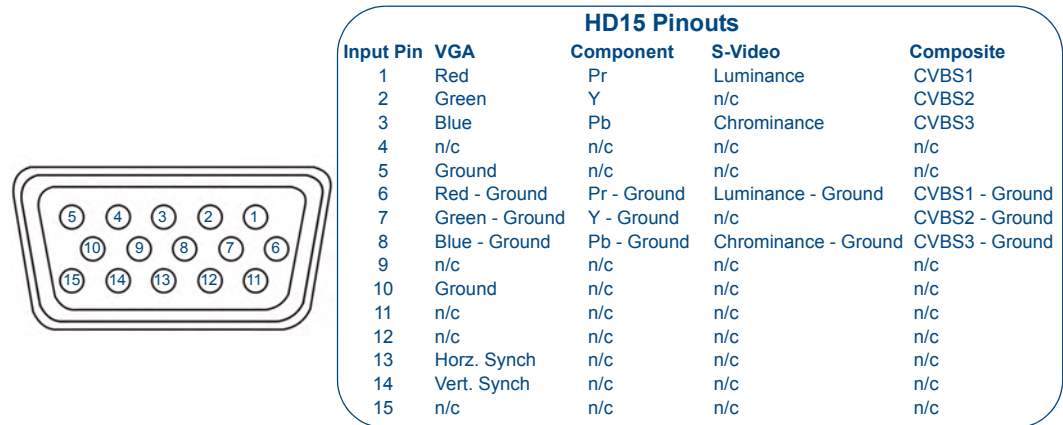 HD15 Pinouts
Input Pin VGA Component S-Video Composite
1 Red Pr Luminance CVBS1
2 Green Y n/c CVBS2
3 Blue Pb Chrominance CVBS3
4 n/c n/c n/c n/c
5 Ground n/c n/c n/c
6 Red - Ground Pr - Ground Luminance - Ground CVBS1 - Ground
7 Green - Ground Y - Ground n/c CVBS2 - Ground
8 Blue - Ground Pb - Ground Chrominance - Ground CVBS3 - Ground
9 n/c n/c n/c n/c
10 Ground n/c n/c n/c
11 n/c n/c n/c n/c
12 n/c n/c n/c n/c
13 Horz. Synch n/c n/c n/c
14 Vert. Synch n/c n/c n/c
15 n/c n/c n/c n/c
5 4 3 2 1
10 9 8 7 6
15 14 13 12 11